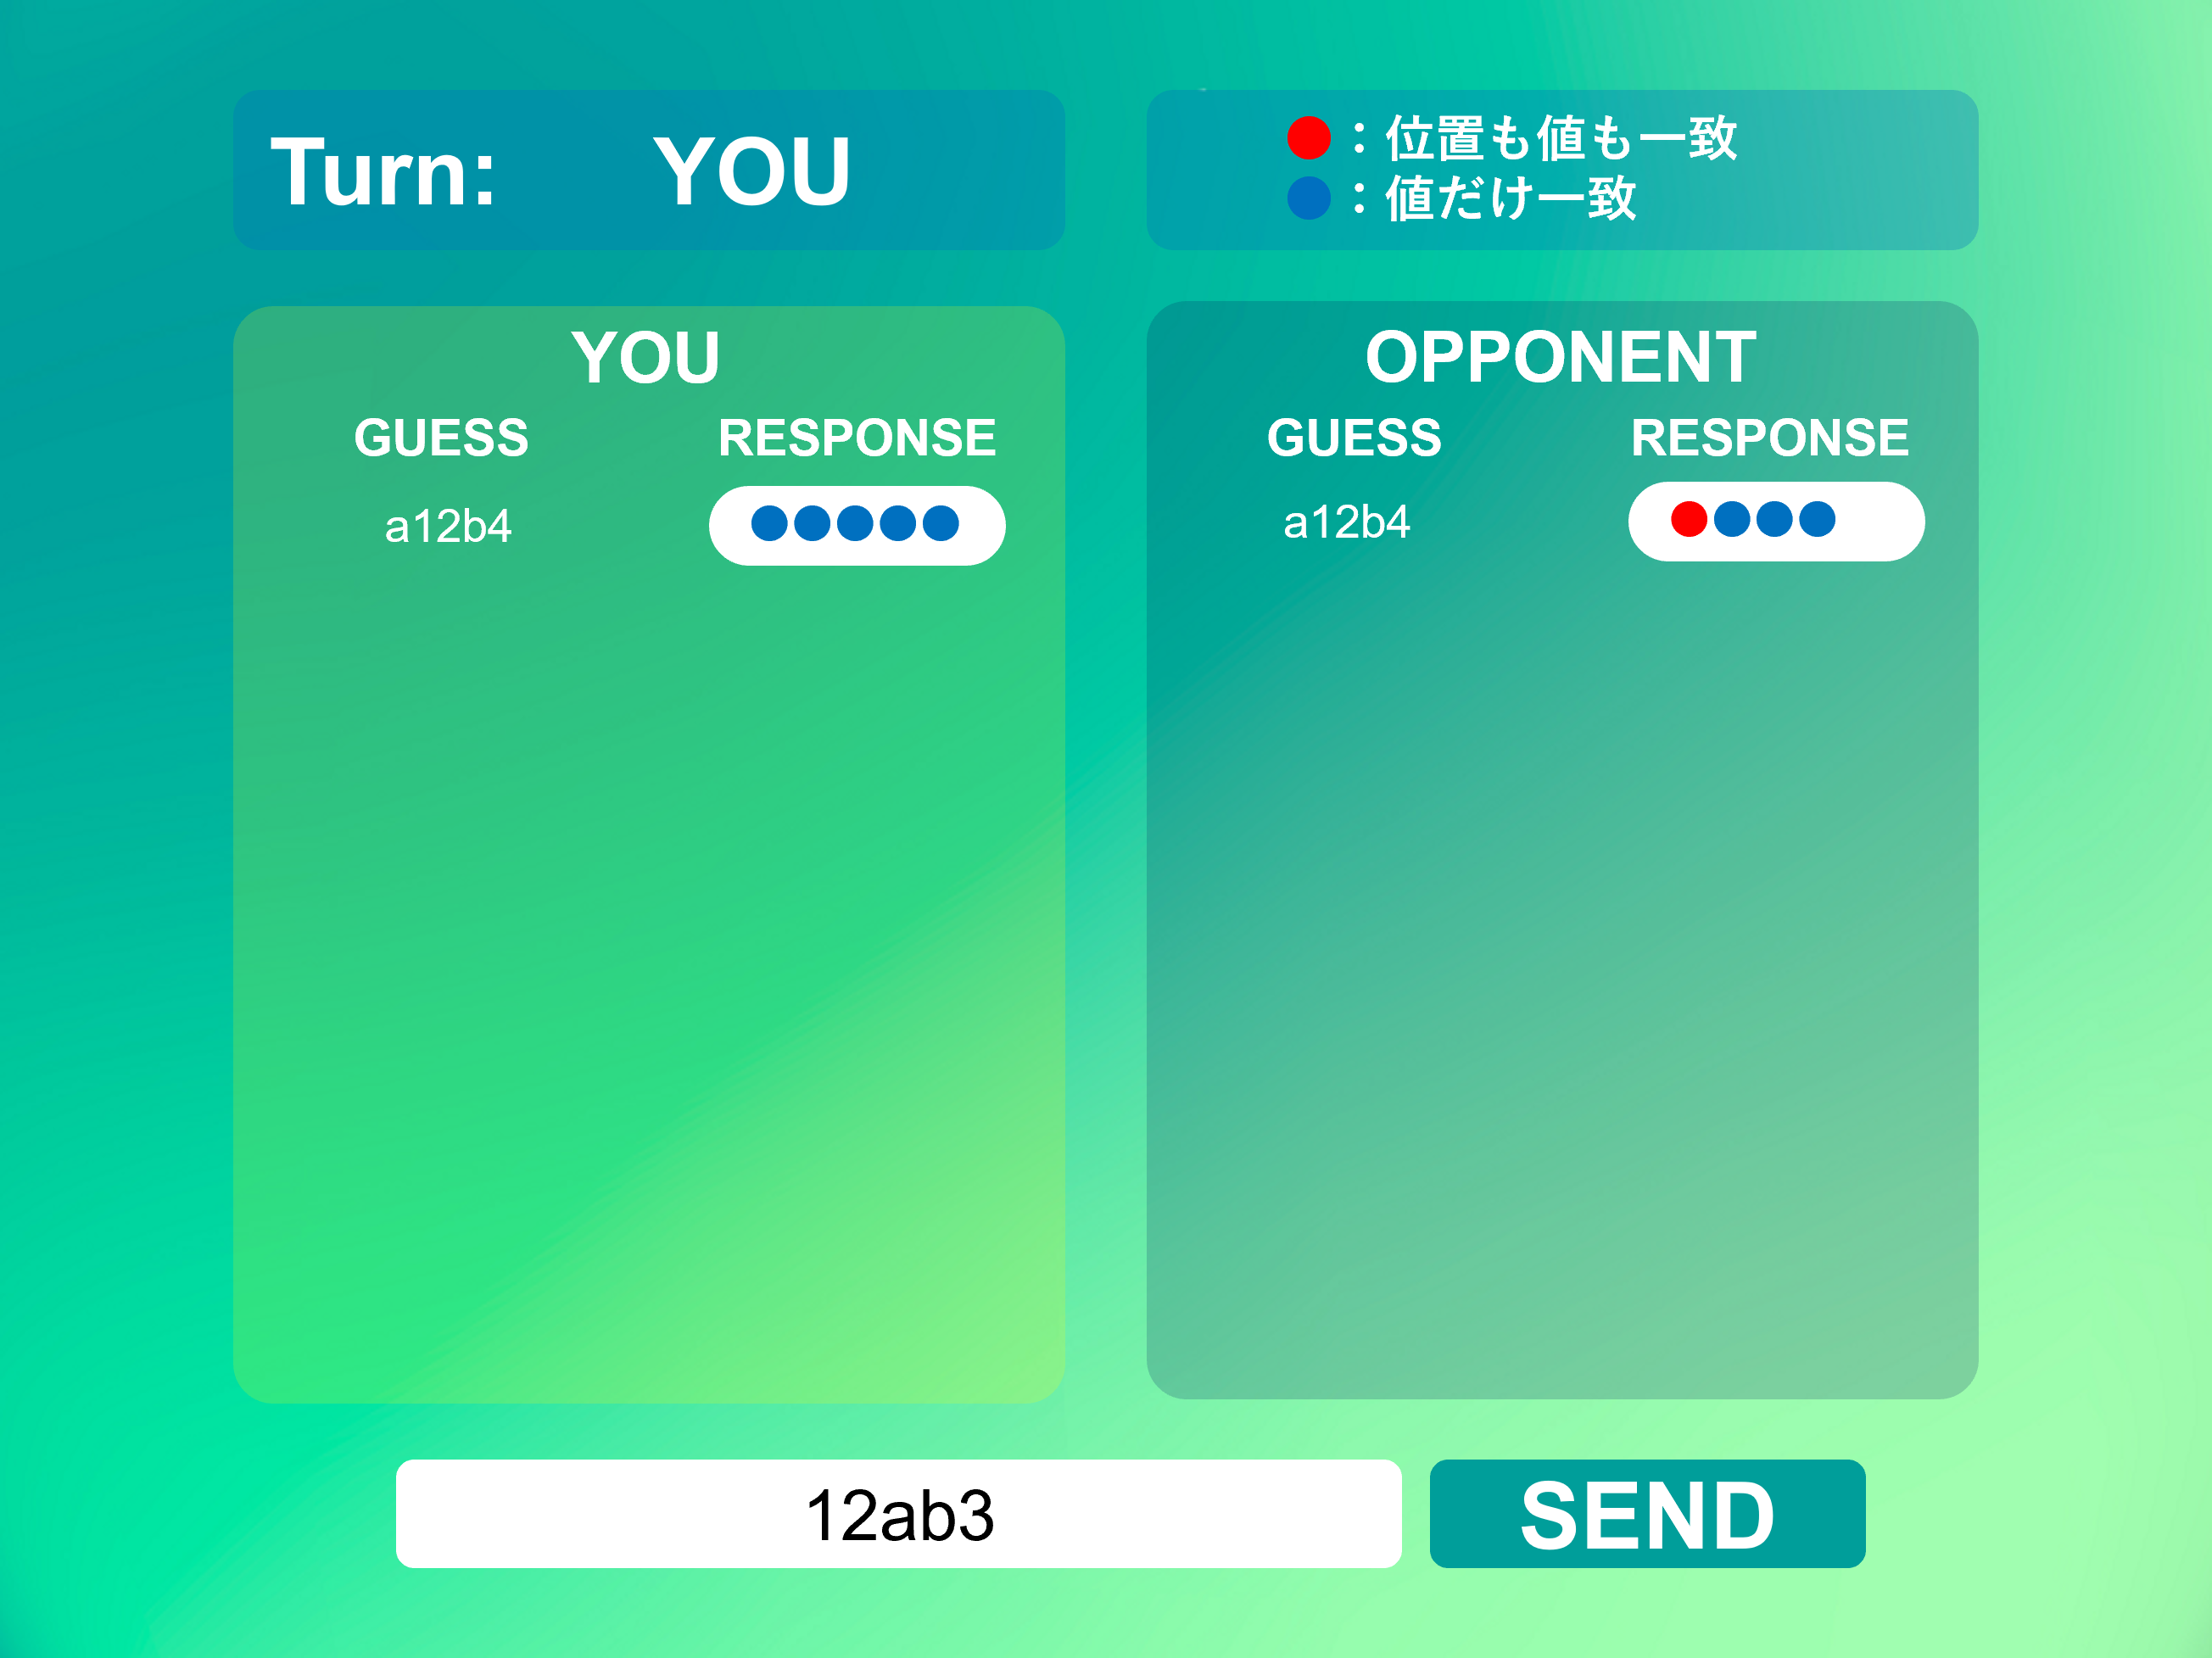 Turn: YOU
：位置も値も一致
：値だけ一致
YOU
GUESS RESPONSE
a12b4
OPPONENT
GUESS RESPONSE
a12b4
12ab3
SEND